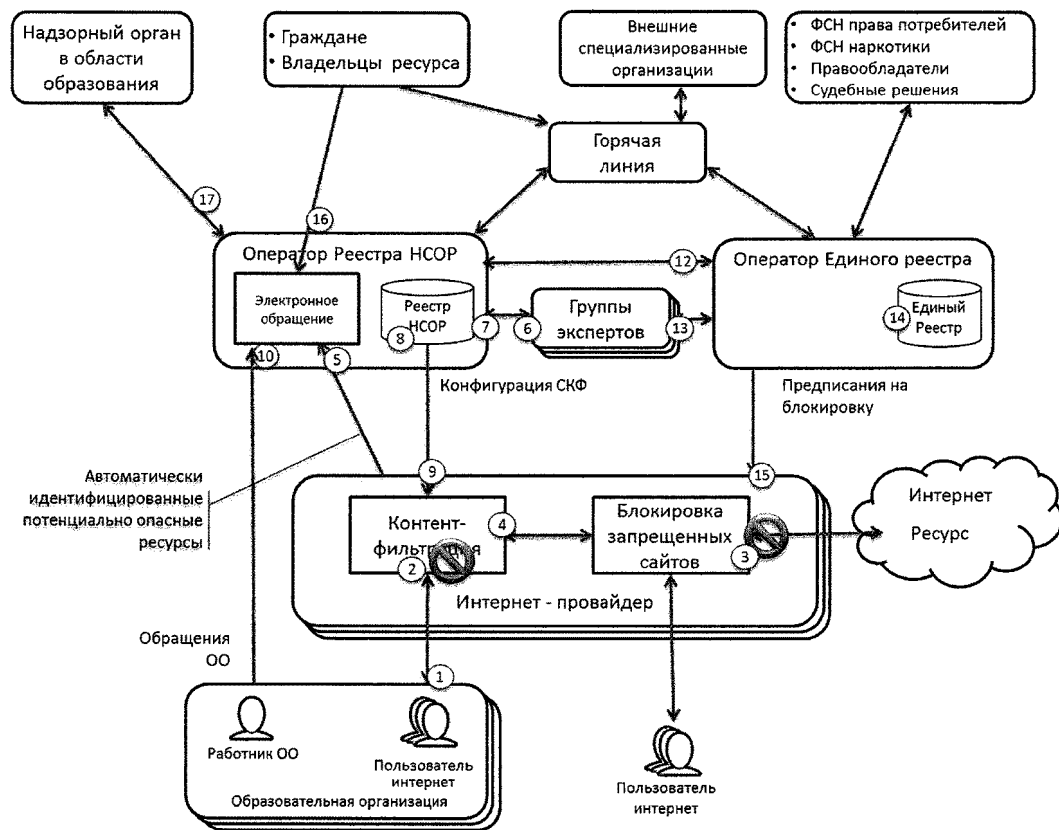 Надзорный орган
в области
образования
• Граждане
• Владельцы ресурса
Внешние
специализированные
организации
• ФСН права потребителей
• ФСН наркотики
• Правообладатели
• Судебные решения
Горячая
линия
17
16
Оператор Реестра НСОР
Электронное
обращение
Реестр
НСОР
8
10
5
7
12
6
Группы
экспертов
13
Оператор Единого реестра
14
Единый
Реестр
Конфигурация СКФ
Предписания на
блокировку
Автоматически
идентифицированные
потенциально опасные
ресурсы
9
15
Контент-
фильтрация
2
4
Блокировка
запрещенных
сайтов
3
Интернет
Ресурс
Интернет - провайдер
Обращения
ОО
1
Работник ОО
Пользователь
интернет
Образовательная организация
Пользователь
интернет